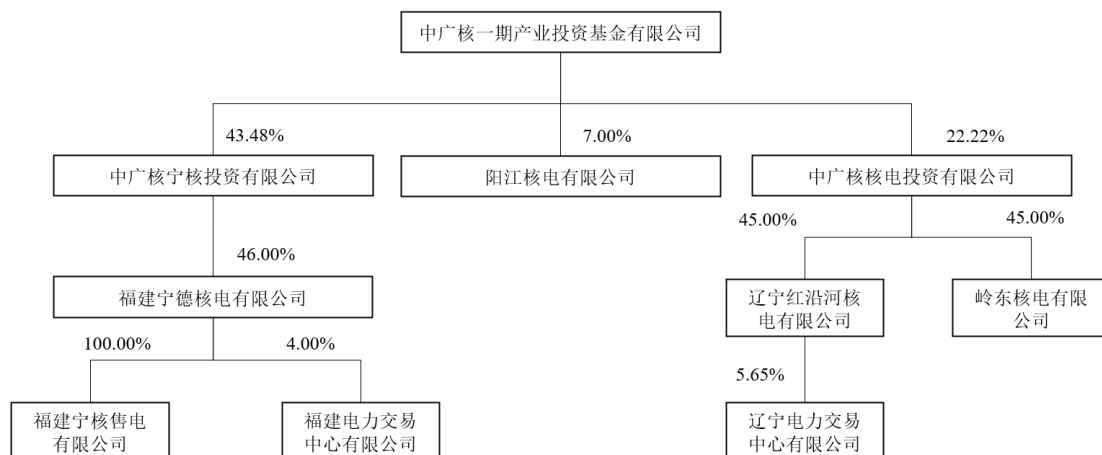 中广核一期产业投资基金有限公司
43.48%
7.00%
22.22%
中广核宁核投资有限公司
阳江核电有限公司
中广核核电投资有限公司
46.00%
45.00%
45.00%
福建宁德核电有限公司
辽宁红沿河核
电有限公司
岭东核电有限
公司
100.00%
4.00%
5.65%
福建宁核售电
有限公司
福建电力交易
中心有限公司
辽宁电力交易
中心有限公司